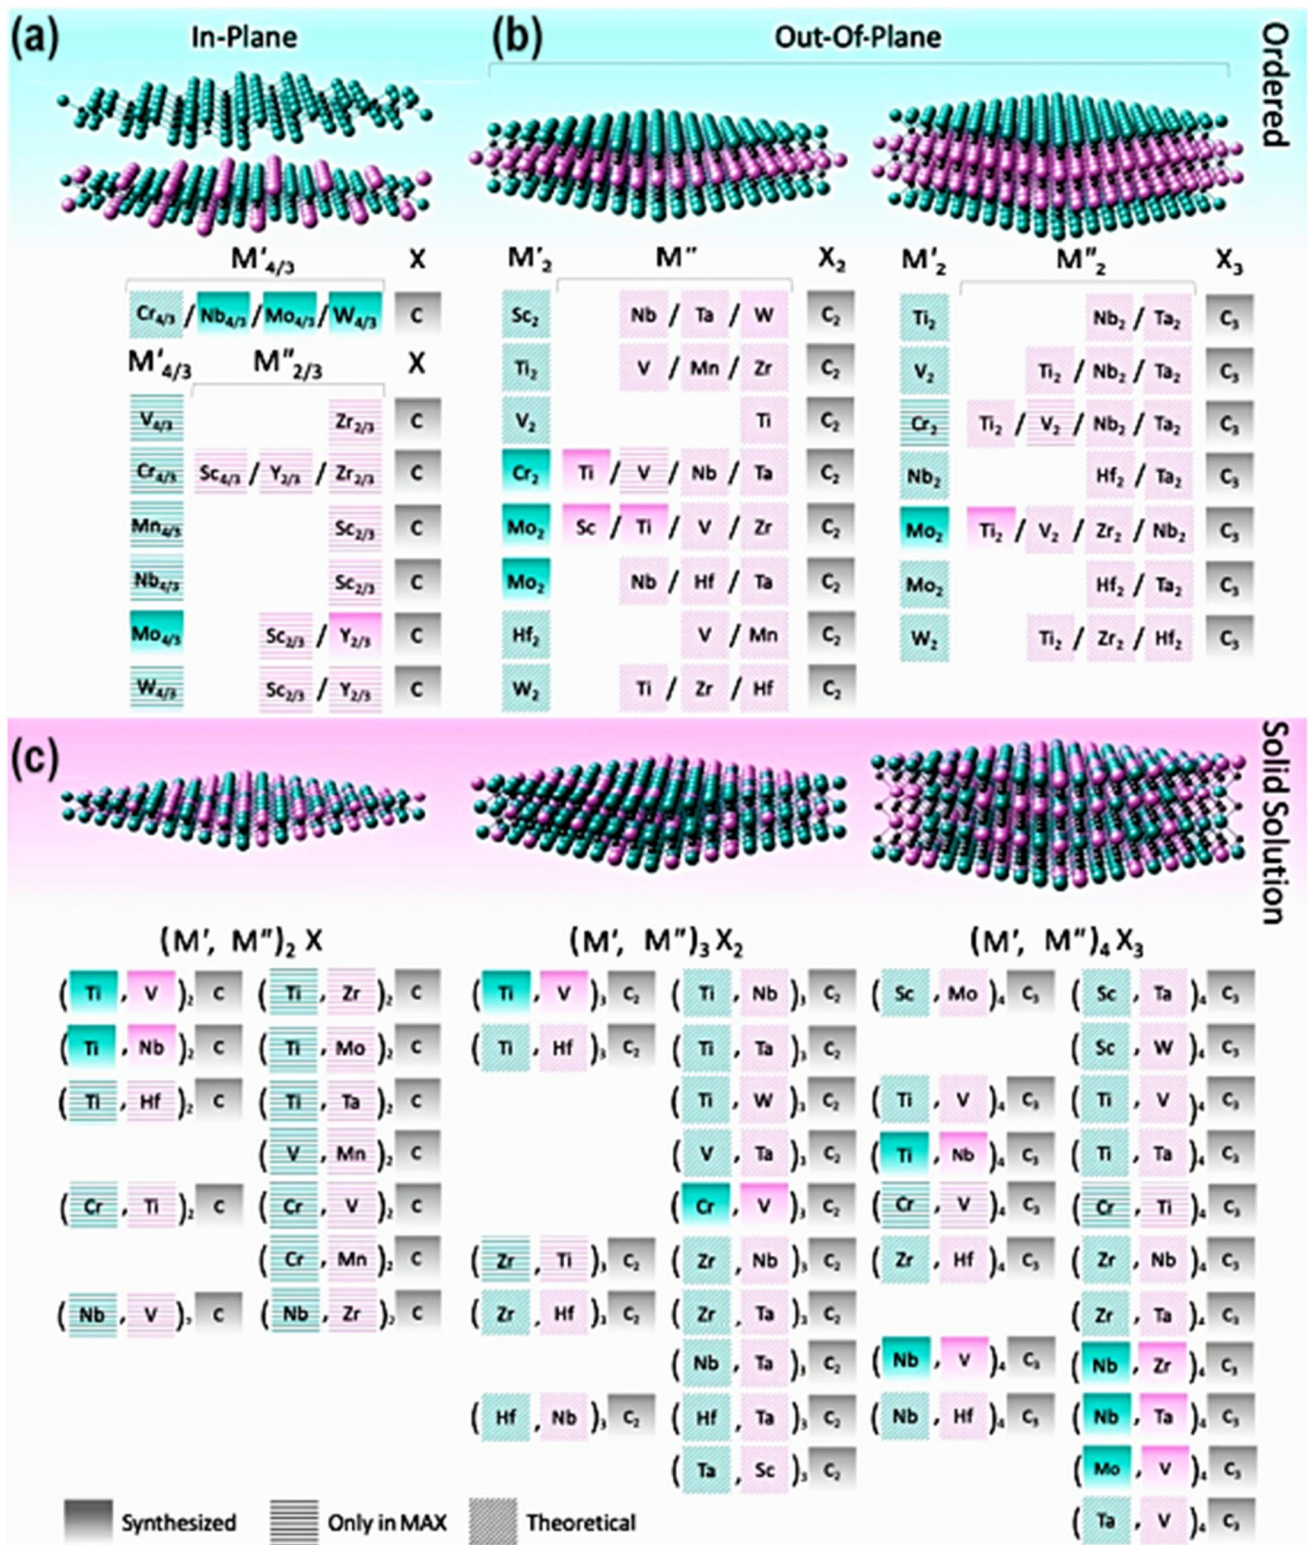 (a) In-Plane
(b) Out-Of-Plane
Ordered
M′4/3 X
Cr4/3 / Nb4/3 / Mo4/3 / W4/3 C
M′4/3 M″2/3 X
V4/3 Zr2/3 C
Cr4/3 Sc4/3 / Y2/3 / Zr2/3 C
Mn4/3 Sc2/3 C
Nb4/3 Sc2/3 C
Mo4/3 Sc2/3 / Y2/3 C
W4/3 Sc2/3 / Y2/3 C
M′2 M″ X2
Sc2 Nb / Ta / W C2
Ti2 V / Mn / Zr C2
V2 Ti C2
Cr2 Ti / V / Nb / Ta C2
Mo2 Sc / Ti / V / Zr C2
Mo2 Nb / Hf / Ta C2
Hf2 V / Mn C2
W2 Ti / Zr / Hf C2
M′2 M″2 X3
Ti2 Nb2 / Ta2 C3
V2 Ti2 / Nb2 / Ta2 C3
Cr2 Ti2 / V2 / Nb2 / Ta2 C3
Nb2 Hf2 / Ta2 C3
Mo2 Ti2 / V2 / Zr2 / Nb2 C3
Mo2 Hf2 / Ta2 C3
W2 Ti2 / Zr2 / Hf2 C3
(c)
Solid Solution
(M′, M″)2 X
(Ti , V)2 C (Ti , Zr)2 C
(Ti , Nb)2 C (Ti , Mo)2 C
(Ti , Hf)2 C (Ti , Ta)2 C
(V , Mn)2 C
(Cr , Ti)2 C (Cr , V)2 C
(Cr , Mn)2 C
(Nb , V)2 C (Nb , Zr)2 C
(M′, M″)3 X2
(Ti , V)3 C2 (Ti , Nb)3 C2
(Ti , Hf)3 C2 (Ti , Ta)3 C2
(Ti , W)3 C2
(V , Ta)3 C2
(Cr , V)3 C2
(Zr , Ti)3 C2 (Zr , Nb)3 C2
(Zr , Hf)3 C2 (Zr , Ta)3 C2
(Nb , Ta)3 C2
(Hf , Nb)3 C2 (Hf , Ta)3 C2
(Ta , Sc)3 C2
(M′, M″)4 X3
(Sc , Mo)4 C3 (Sc , Ta)4 C3
(Sc , W)4 C3
(Ti , V)4 C3 (Ti , V)4 C3
(Ti , Nb)4 C3 (Ti , Ta)4 C3
(Cr , V)4 C3 (Cr , Ti)4 C3
(Zr , Hf)4 C3 (Zr , Nb)4 C3
(Zr , Ta)4 C3
(Nb , V)4 C3 (Nb , Zr)4 C3
(Nb , Hf)4 C3 (Nb , Ta)4 C3
(Mo , V)4 C3
(Ta , V)4 C3
Synthesized Only in MAX Theoretical